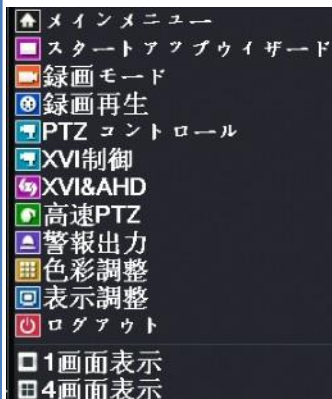 メインメニュー
スタートアップウィザード
録画モード
録画再生
PTZ コントロール
XVI制御
XVI&AHD
高速PTZ
警報出力
色彩調整
表示調整
ログアウト
1画面表示
4画面表示